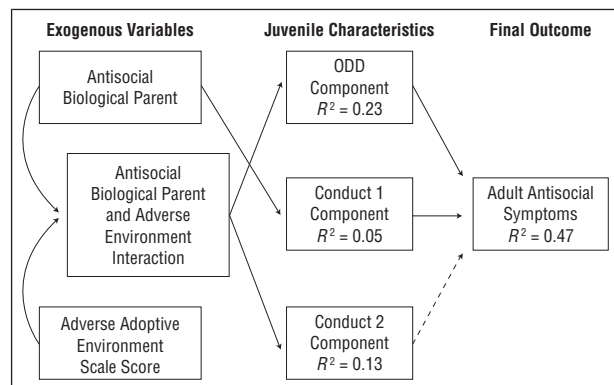 Exogenous Variables
Juvenile Characteristics
Final Outcome
Antisocial
Biological Parent
Antisocial
Biological Parent
and Adverse
Environment
Interaction
Adverse Adoptive
Environment
Scale Score
ODD
Component
R² = 0.23
Conduct 1
Component
R² = 0.05
Conduct 2
Component
R² = 0.13
Adult Antisocial
Symptoms
R² = 0.47